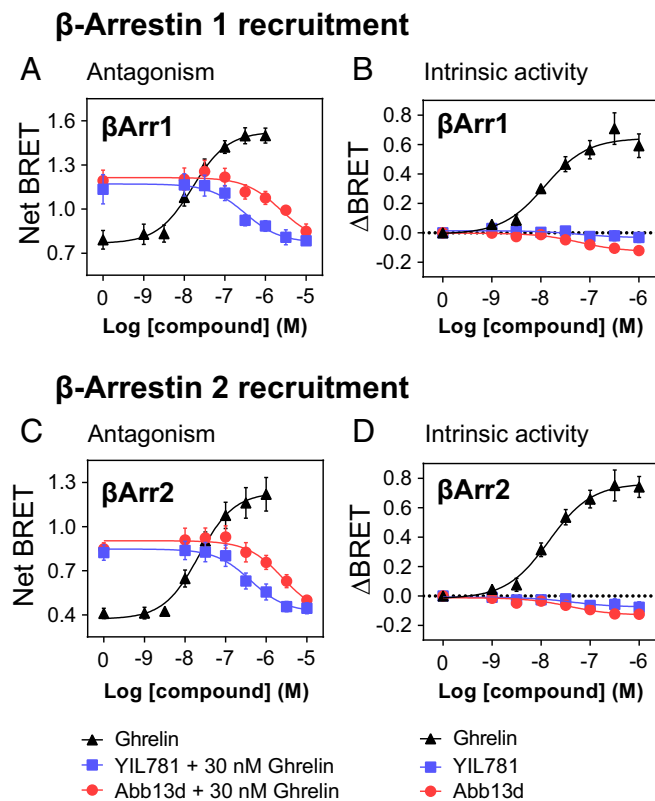 β-Arrestin 1 recruitment
A Antagonism
βArr1
Net BRET
1.6
1.3
1.0
0.7
0 -9 -8 -7 -6 -5
Log [compound] (M)
B Intrinsic activity
βArr1
ΔBRET
0.8
0.6
0.4
0.2
0.0
-0.2
0 -9 -8 -7 -6
Log [compound] (M)
β-Arrestin 2 recruitment
C Antagonism
βArr2
Net BRET
1.3
1.0
0.7
0.4
0 -9 -8 -7 -6 -5
Log [compound] (M)
D Intrinsic activity
βArr2
ΔBRET
0.8
0.6
0.4
0.2
0.0
-0.2
0 -9 -8 -7 -6
Log [compound] (M)
Ghrelin
YIL781 + 30 nM Ghrelin
Abb13d + 30 nM Ghrelin
Ghrelin
YIL781
Abb13d